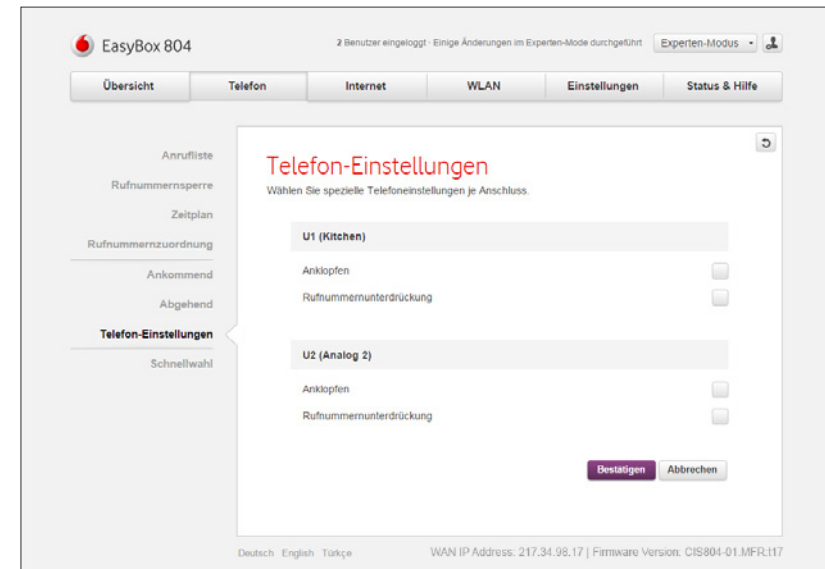 EasyBox 804
2 Benutzer eingeloggt · Einige Änderungen im Experten-Mode durchgeführt
Experten-Modus
Übersicht
Telefon
Internet
WLAN
Einstellungen
Status & Hilfe
Anrufliste
Rufnummernsperre
Zeitplan
Rufnummernzuordnung
Ankommend
Abgehend
Telefon-Einstellungen
Schnellwahl
Telefon-Einstellungen
Wählen Sie spezielle Telefoneinstellungen je Anschluss.
U1 (Kitchen)
Anklopfen
Rufnummernunterdrückung
U2 (Analog 2)
Anklopfen
Rufnummernunterdrückung
Bestätigen
Abbrechen
Deutsch English Türkçe
WAN IP Address: 217.34.98.17 | Firmware Version: CIS804-01.MFR.t17